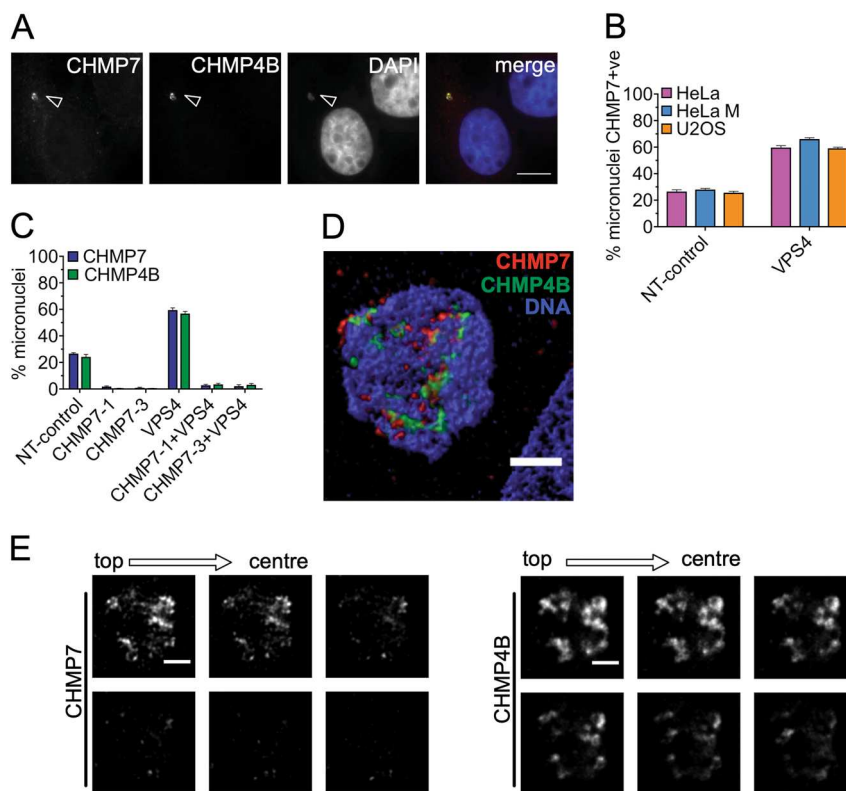 A
CHMP7
CHMP4B
DAPI
merge
B
% micronuclei CHMP7+ve
100
80
60
40
20
0
HeLa
HeLa M
U2OS
NT-control
VPS4
C
% micronuclei
100
80
60
40
20
0
CHMP7
CHMP4B
NT-control
CHMP7-1
CHMP7-3
VPS4
CHMP7-1+VPS4
CHMP7-3+VPS4
D
CHMP7
CHMP4B
DNA
E
top
centre
CHMP7
top
centre
CHMP4B